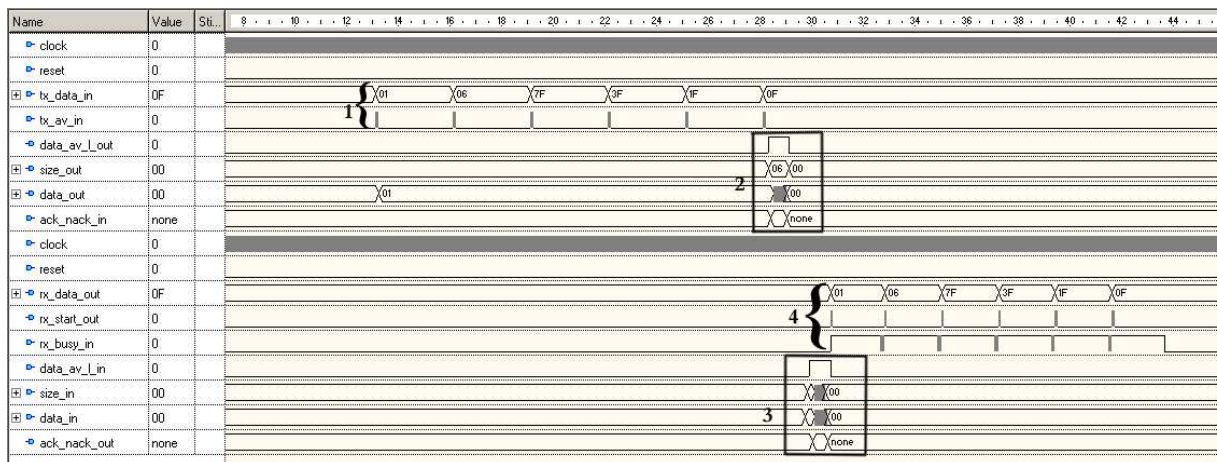 Name Value Sti... 8 10 12 14 16 18 20 22 24 26 28 30 32 34 36 38 40 42 44
clock 0
reset 0
tx_data_in 0F 01 06 7F 3F 1F 0F
1
tx_av_in 0
data_av_l_out 0
size_out 00 06 00
2
data_out 00 01 00
ack_nack_in none none
clock 0
reset 0
rx_data_out 0F 01 06 7F 3F 1F 0F
rx_start_out 0
4
rx_busy_in 0
data_av_l_in 0
size_in 00 00
data_in 00 3 00
ack_nack_out none none